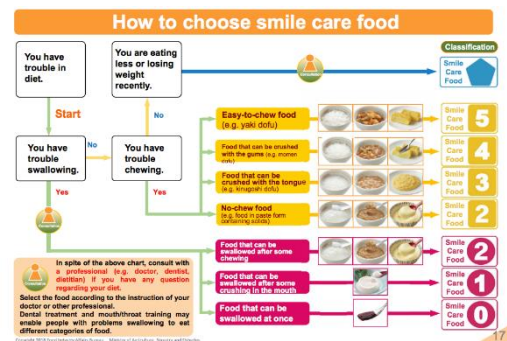 How to choose smile care food
Classification
You have
trouble in
diet.
You are eating
less or losing
weight
recently.
Consultation
Smile
Care
Food
Start
No
You have
trouble
swallowing.
No
You have
trouble
chewing.
Yes
Yes
Easy-to-chew food
(e.g. yaki dofu)
Smile
Care
Food
5
Food that can be crushed
with the gums (e.g. momen
dofu)
Smile
Care
Food
4
Food that can be
crushed with the tongue
(e.g. kinugoshi dofu)
Smile
Care
Food
3
No-chew food
(e.g. food in paste form
containing solids)
Smile
Care
Food
2
Food that can be
swallowed after some
chewing
Smile
Care
Food
2
Food that can be
swallowed after some
crushing in the mouth
Smile
Care
Food
1
Food that can be
swallowed at once
Smile
Care
Food
0
In spite of the above chart, consult with
a professional (e.g. doctor, dentist,
dietitian) if you have any question
regarding your diet.
Select the food according to the instruction of your
doctor or other professional.
Dental treatment and mouth/throat training may
enable people with problems swallowing to eat
different categories of food.
17